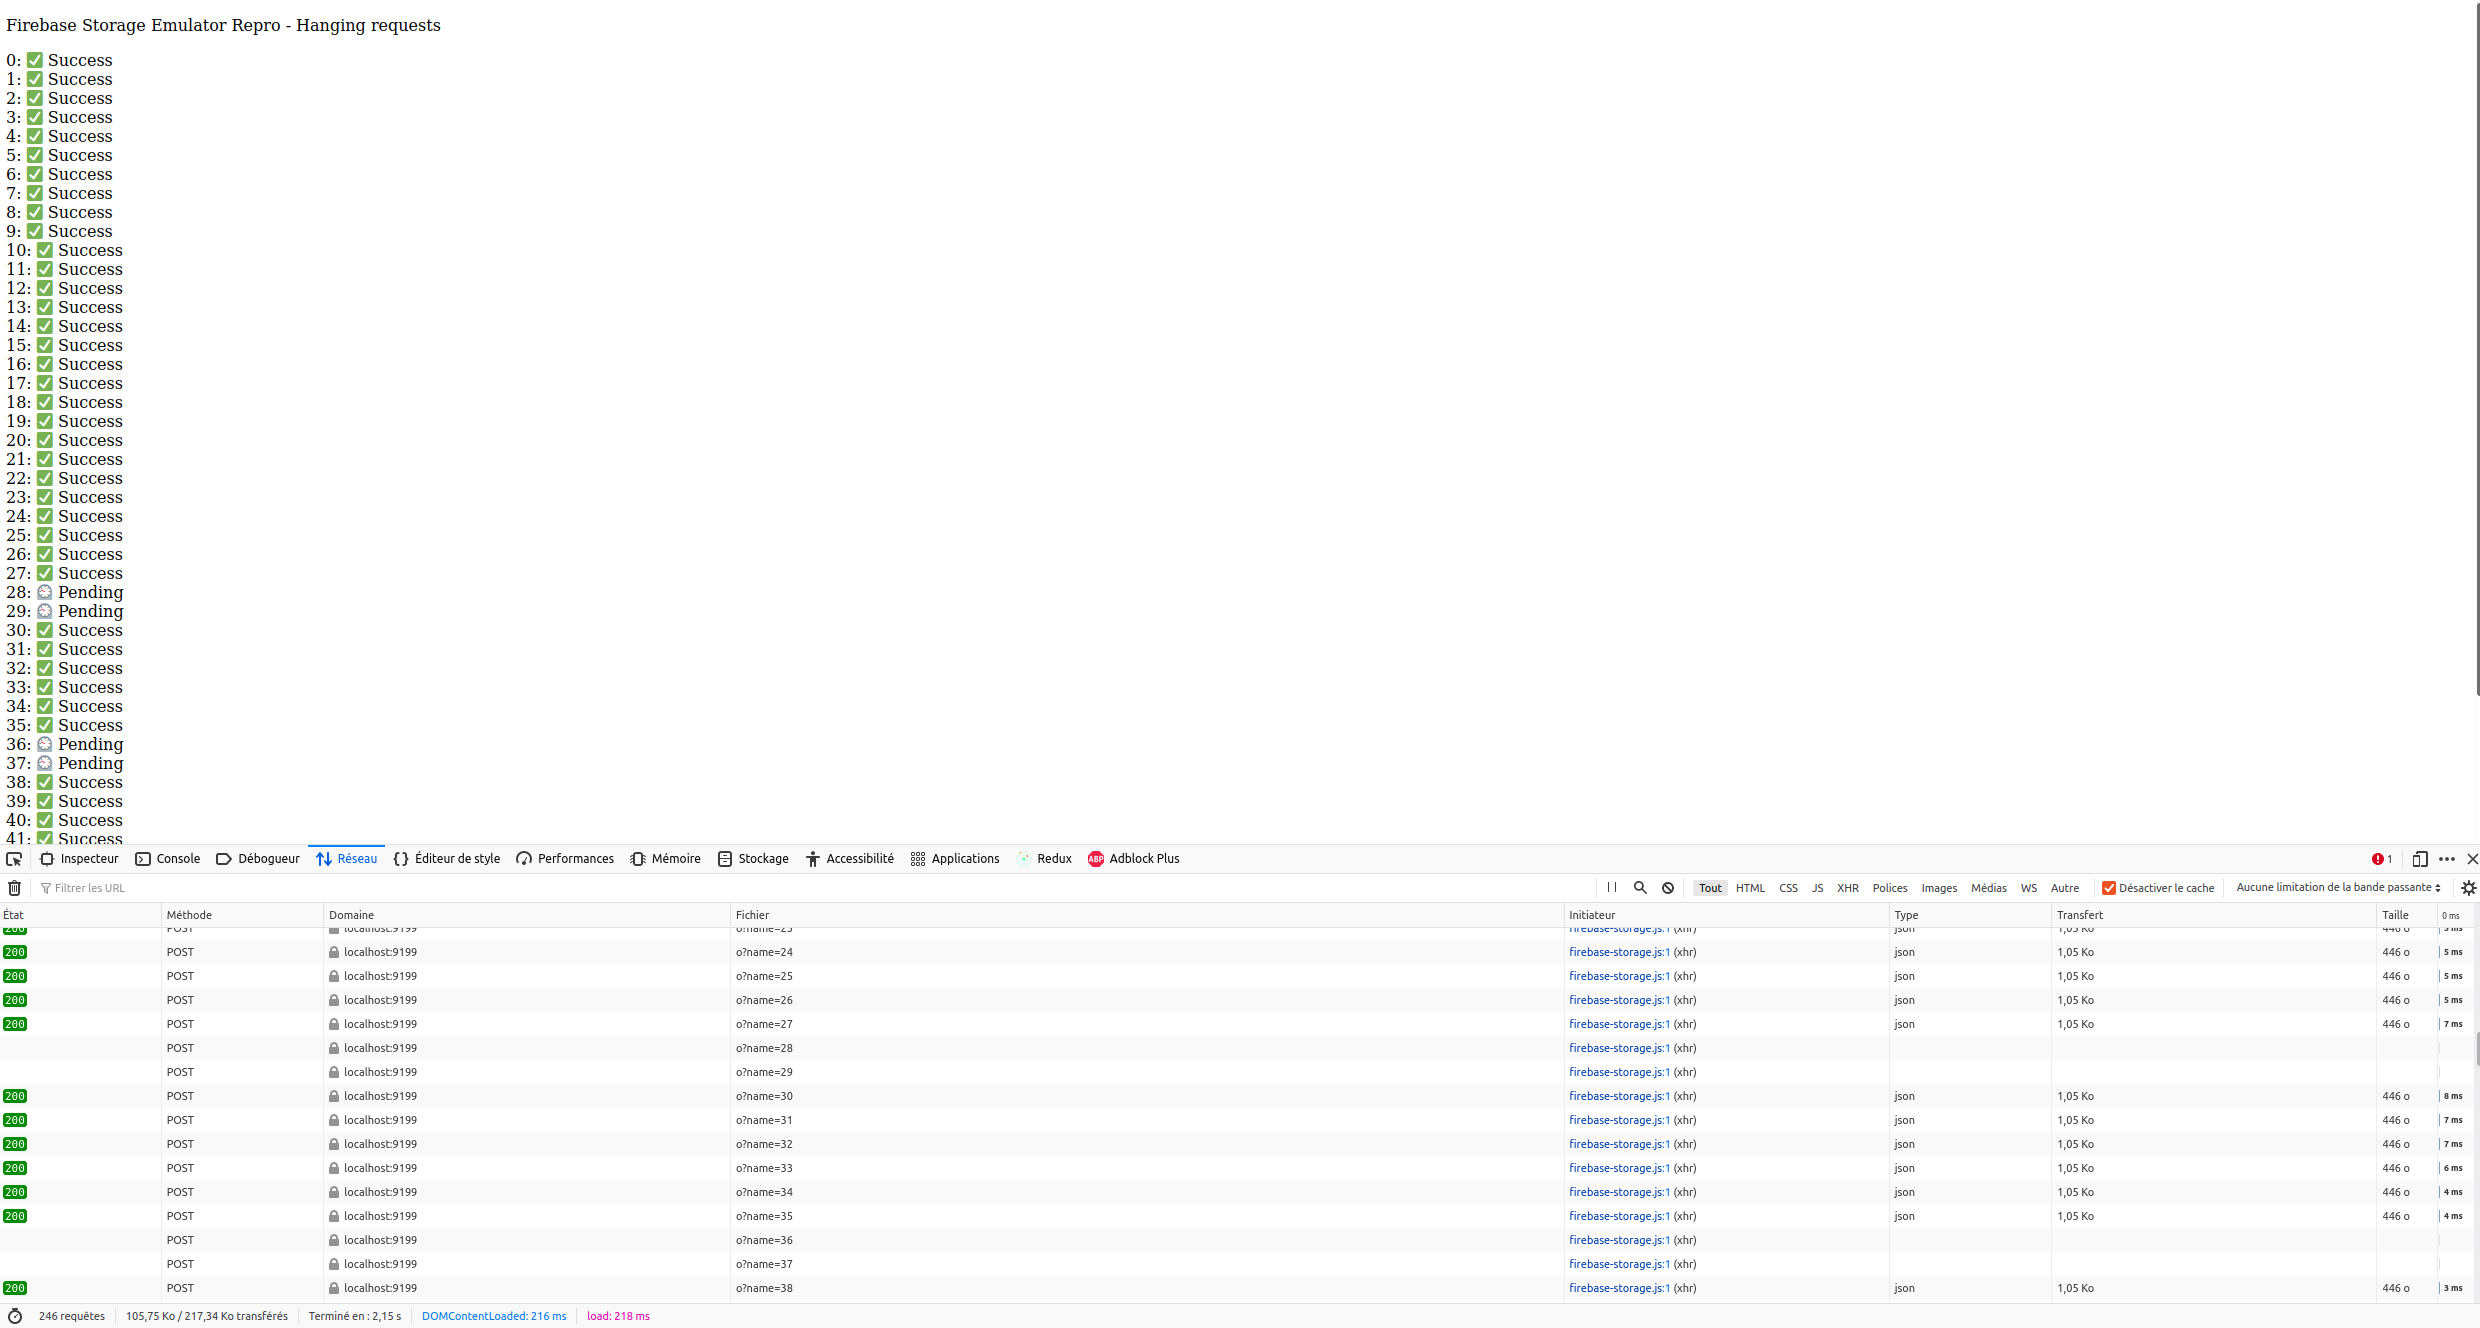 Firebase Storage Emulator Repro - Hanging requests
0: ✅ Success
1: ✅ Success
2: ✅ Success
3: ✅ Success
4: ✅ Success
5: ✅ Success
6: ✅ Success
7: ✅ Success
8: ✅ Success
9: ✅ Success
10: ✅ Success
11: ✅ Success
12: ✅ Success
13: ✅ Success
14: ✅ Success
15: ✅ Success
16: ✅ Success
17: ✅ Success
18: ✅ Success
19: ✅ Success
20: ✅ Success
21: ✅ Success
22: ✅ Success
23: ✅ Success
24: ✅ Success
25: ✅ Success
26: ✅ Success
27: ✅ Success
28: Pending
29: Pending
30: ✅ Success
31: ✅ Success
32: ✅ Success
33: ✅ Success
34: ✅ Success
35: ✅ Success
36: Pending
37: Pending
38: ✅ Success
39: ✅ Success
40: ✅ Success
41: ✅ Success
Inspecteur Console Débogueur Réseau Éditeur de style Performances Mémoire Stockage Accessibilité Applications Redux ABP Adblock Plus 1
Filtrer les URL Tout HTML CSS JS XHR Polices Images Médias WS Autre Désactiver le cache Aucune limitation de la bande passante
État Méthode Domaine Fichier Initiateur Type Transfert Taille 0 ms
200 POST localhost:9199 o?name=23 firebase-storage.js:1 (xhr) json 1,05 Ko 446 o
200 POST localhost:9199 o?name=24 firebase-storage.js:1 (xhr) json 1,05 Ko 446 o 5 ms
200 POST localhost:9199 o?name=25 firebase-storage.js:1 (xhr) json 1,05 Ko 446 o 5 ms
200 POST localhost:9199 o?name=26 firebase-storage.js:1 (xhr) json 1,05 Ko 446 o 5 ms
200 POST localhost:9199 o?name=27 firebase-storage.js:1 (xhr) json 1,05 Ko 446 o 7 ms
POST localhost:9199 o?name=28 firebase-storage.js:1 (xhr)
POST localhost:9199 o?name=29 firebase-storage.js:1 (xhr)
200 POST localhost:9199 o?name=30 firebase-storage.js:1 (xhr) json 1,05 Ko 446 o 8 ms
200 POST localhost:9199 o?name=31 firebase-storage.js:1 (xhr) json 1,05 Ko 446 o 7 ms
200 POST localhost:9199 o?name=32 firebase-storage.js:1 (xhr) json 1,05 Ko 446 o 7 ms
200 POST localhost:9199 o?name=33 firebase-storage.js:1 (xhr) json 1,05 Ko 446 o 6 ms
200 POST localhost:9199 o?name=34 firebase-storage.js:1 (xhr) json 1,05 Ko 446 o 4 ms
200 POST localhost:9199 o?name=35 firebase-storage.js:1 (xhr) json 1,05 Ko 446 o 4 ms
POST localhost:9199 o?name=36 firebase-storage.js:1 (xhr)
POST localhost:9199 o?name=37 firebase-storage.js:1 (xhr)
200 POST localhost:9199 o?name=38 firebase-storage.js:1 (xhr) json 1,05 Ko 446 o 3 ms
246 requêtes 105,75 Ko / 217,34 Ko transférés Terminé en : 2,15 s DOMContentLoaded: 216 ms load: 218 ms